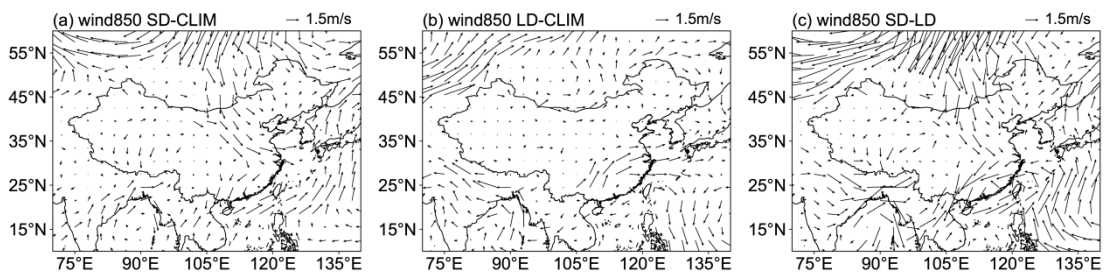 (a) wind850 SD-CLIM → 1.5m/s
(b) wind850 LD-CLIM → 1.5m/s
(c) wind850 SD-LD → 1.5m/s
55°N
45°N
35°N
25°N
15°N
75°E 90°E 105°E 120°E 135°E
55°N
45°N
35°N
25°N
15°N
75°E 90°E 105°E 120°E 135°E
55°N
45°N
35°N
25°N
15°N
75°E 90°E 105°E 120°E 135°E